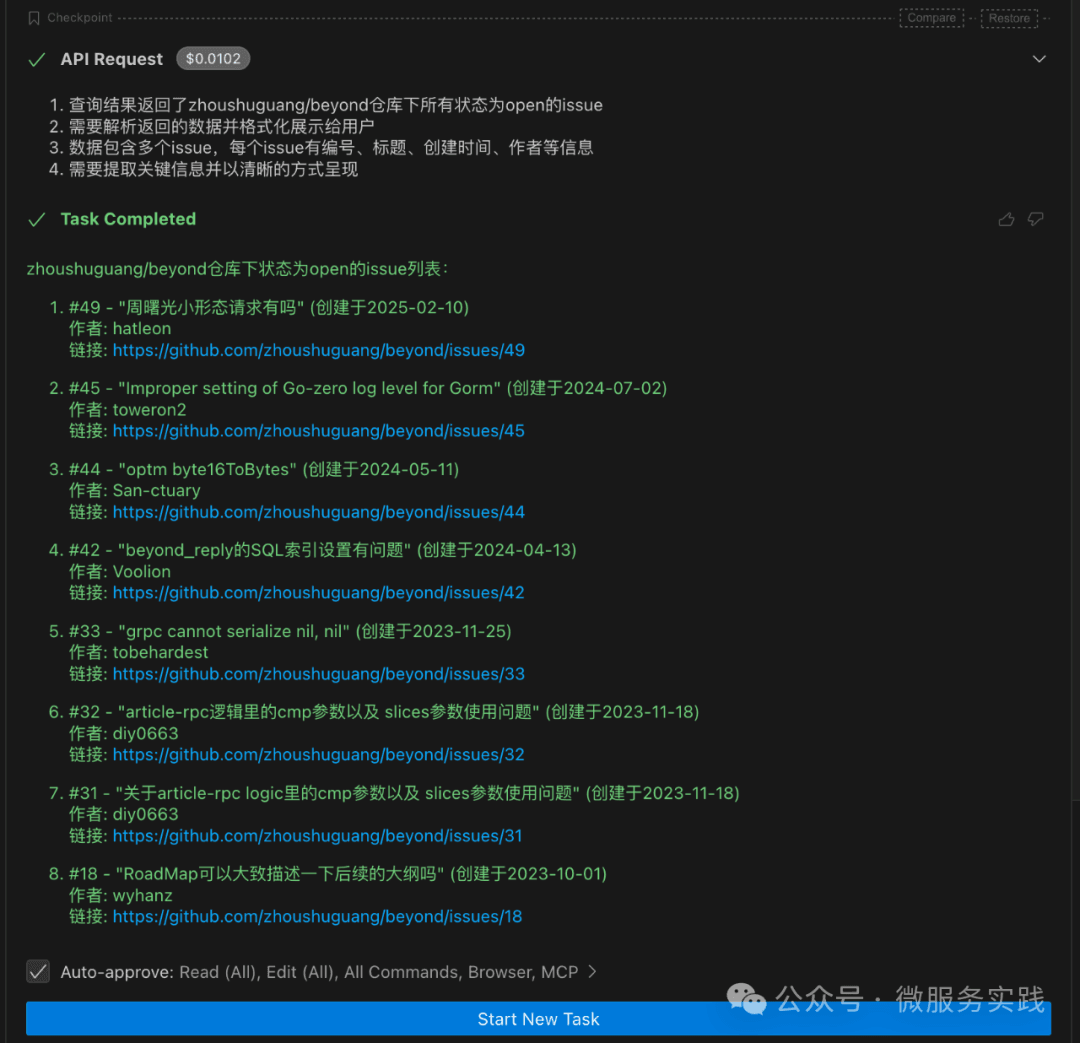 Checkpoint
Compare
Restore
API Request $0.0102
1. 查询结果返回了zhoushuguang/beyond仓库下所有状态为open的issue
2. 需要解析返回的数据并格式化展示给用户
3. 数据包含多个issue，每个issue有编号、标题、创建时间、作者等信息
4. 需要提取关键信息并以清晰的方式呈现
Task Completed
zhoushuguang/beyond仓库下状态为open的issue列表：
1. #49 - "周曙光小形态请求有吗" (创建于2025-02-10)
作者: hatleon
链接: https://github.com/zhoushuguang/beyond/issues/49
2. #45 - "Improper setting of Go-zero log level for Gorm" (创建于2024-07-02)
作者: toweron2
链接: https://github.com/zhoushuguang/beyond/issues/45
3. #44 - "optm byte16ToBytes" (创建于2024-05-11)
作者: San-ctuary
链接: https://github.com/zhoushuguang/beyond/issues/44
4. #42 - "beyond_reply的SQL索引设置有问题" (创建于2024-04-13)
作者: Voolion
链接: https://github.com/zhoushuguang/beyond/issues/42
5. #33 - "grpc cannot serialize nil, nil" (创建于2023-11-25)
作者: tobehardest
链接: https://github.com/zhoushuguang/beyond/issues/33
6. #32 - "article-rpc逻辑里的cmp参数以及 slices参数使用问题" (创建于2023-11-18)
作者: diy0663
链接: https://github.com/zhoushuguang/beyond/issues/32
7. #31 - "关于article-rpc logic里的cmp参数以及 slices参数使用问题" (创建于2023-11-18)
作者: diy0663
链接: https://github.com/zhoushuguang/beyond/issues/31
8. #18 - "RoadMap可以大致描述一下后续的大纲吗" (创建于2023-10-01)
作者: wyhanz
链接: https://github.com/zhoushuguang/beyond/issues/18
Auto-approve: Read (All), Edit (All), All Commands, Browser, MCP
公众号 · 微服务实践
Start New Task